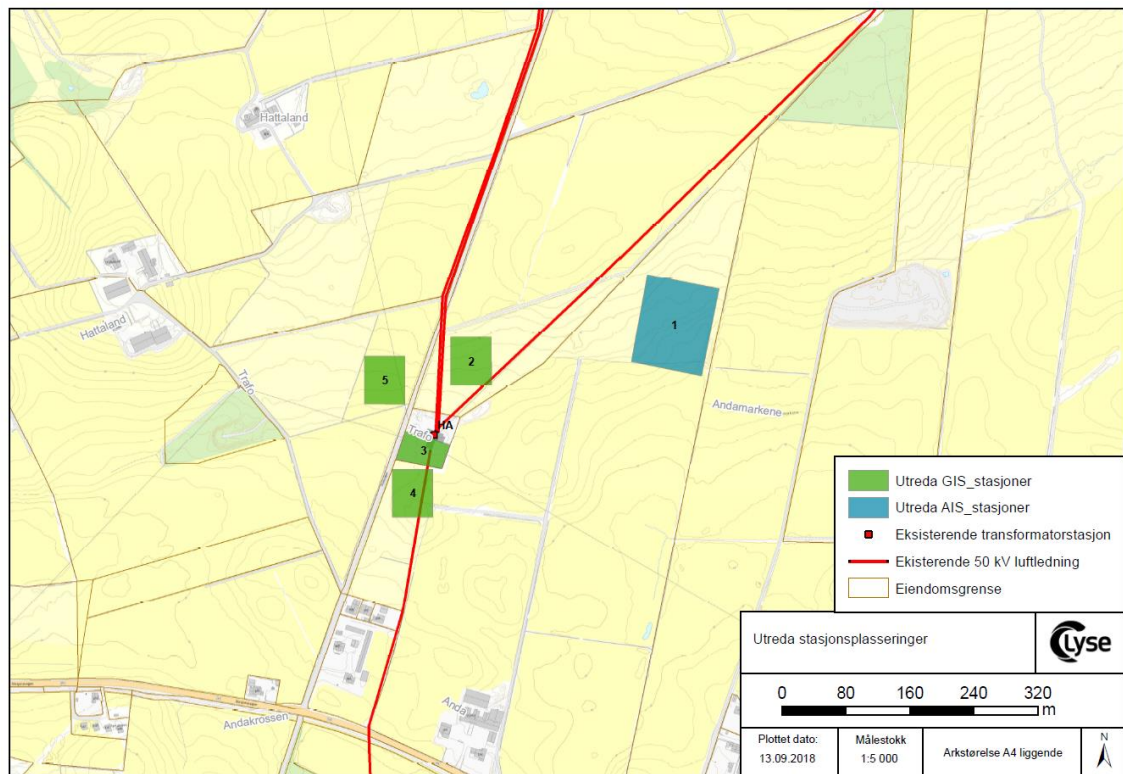 Hattaland
Hattaland
Trafo
1
2
5
Andamarkene
HA
Trafo
3
4
Andakrossen
Anda
Utreda GIS_stasjoner
Utreda AIS_stasjoner
Eksisterende transformatorstasjon
Ekisterende 50 kV luftledning
Eiendomsgrense
Utreda stasjonsplasseringer
Lyse
0 80 160 240 320
m
Plottet dato:
13.09.2018
Målestokk
1:5 000
Arkstørelse A4 liggende
N